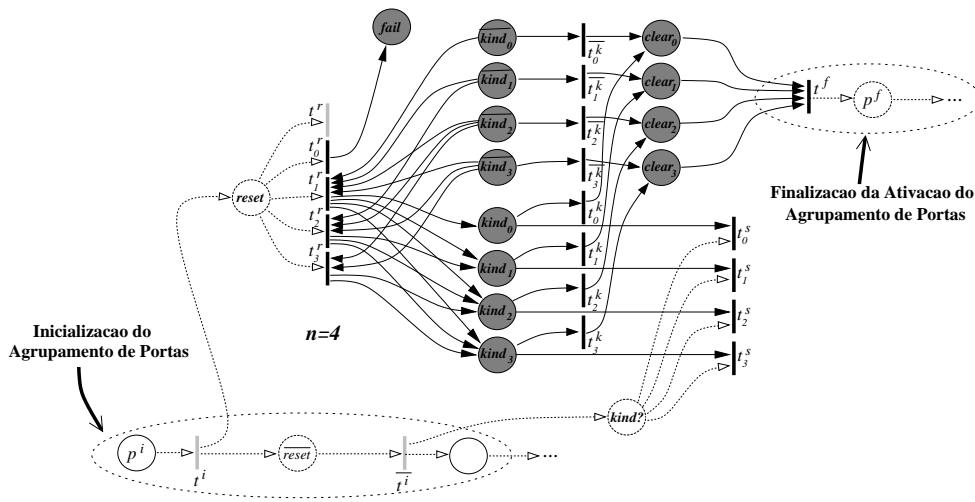 fail
kind₀
t₀ᵏ
clear₀
kind₁
t₁ᵏ
clear₁
tᶠ
pᶠ
...
kind₂
t₂ᵏ
clear₂
kind₃
t₃ᵏ
clear₃
tʳ
t₀ʳ
t₁ʳ
t₂ʳ
t₃ʳ
reset
Finalizacao da Ativacao do
Agrupamento de Portas
kind₀
t₀ᵏ
t₀ˢ
kind₁
t₁ᵏ
t₁ˢ
kind₂
t₂ᵏ
t₂ˢ
kind₃
t₃ᵏ
t₃ˢ
n=4
Inicializacao do
Agrupamento de Portas
kind?
pⁱ
tⁱ
reset
tⁱ
...